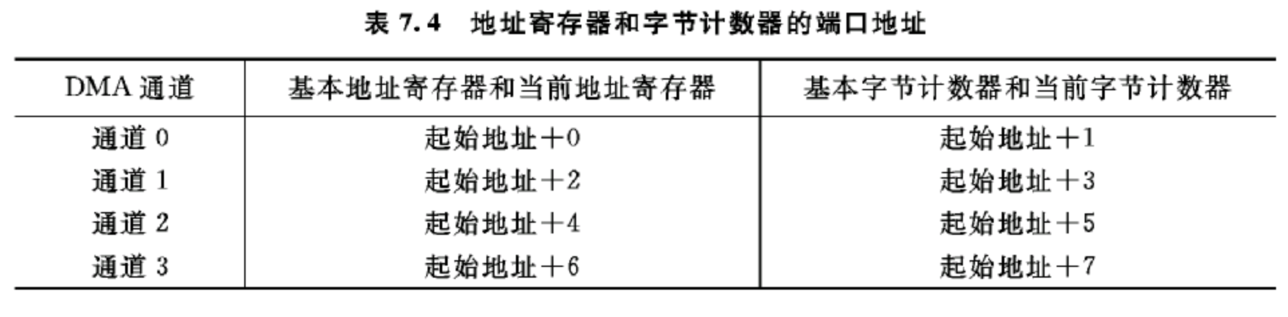 表 7.4 地址寄存器和字节计数器的端口地址
DMA 通道 基本地址寄存器和当前地址寄存器 基本字节计数器和当前字节计数器
通道 0 起始地址+0 起始地址+1
通道 1 起始地址+2 起始地址+3
通道 2 起始地址+4 起始地址+5
通道 3 起始地址+6 起始地址+7